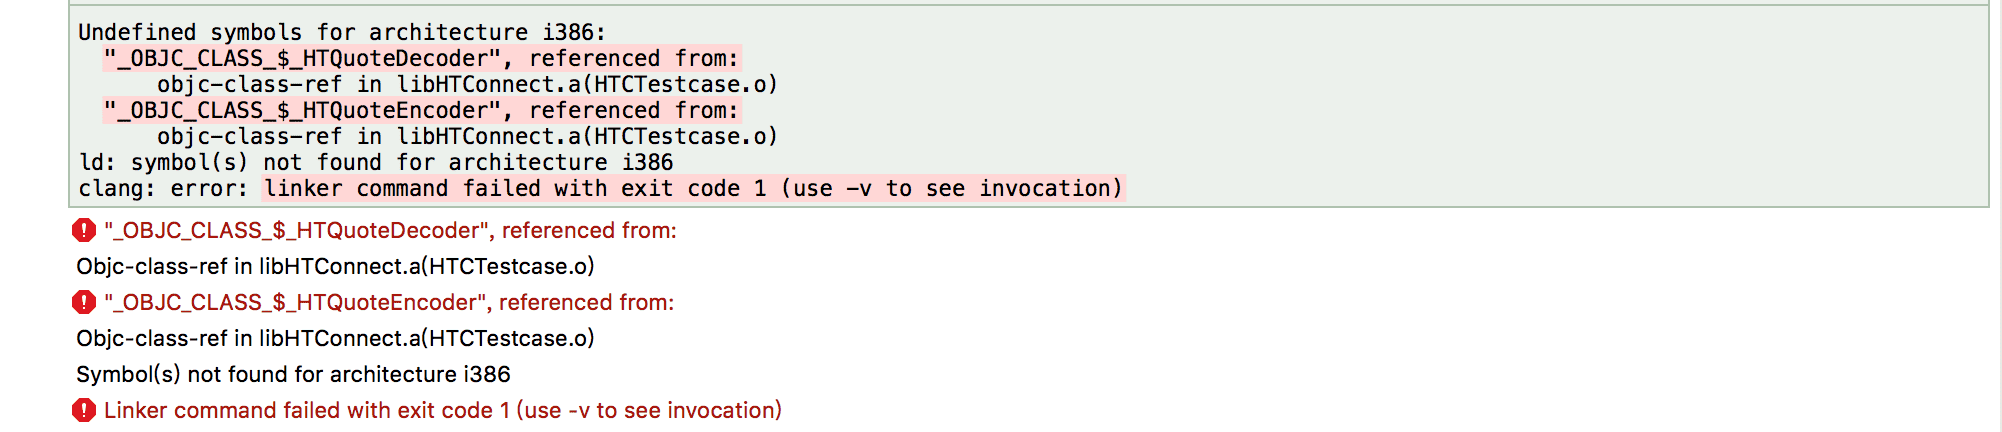 Undefined symbols for architecture i386:
"_OBJC_CLASS_$_HTQuoteDecoder", referenced from:
objc-class-ref in libHTConnect.a(HTCTestcase.o)
"_OBJC_CLASS_$_HTQuoteEncoder", referenced from:
objc-class-ref in libHTConnect.a(HTCTestcase.o)
ld: symbol(s) not found for architecture i386
clang: error: linker command failed with exit code 1 (use -v to see invocation)
"_OBJC_CLASS_$_HTQuoteDecoder", referenced from:
Objc-class-ref in libHTConnect.a(HTCTestcase.o)
"_OBJC_CLASS_$_HTQuoteEncoder", referenced from:
Objc-class-ref in libHTConnect.a(HTCTestcase.o)
Symbol(s) not found for architecture i386
Linker command failed with exit code 1 (use -v to see invocation)